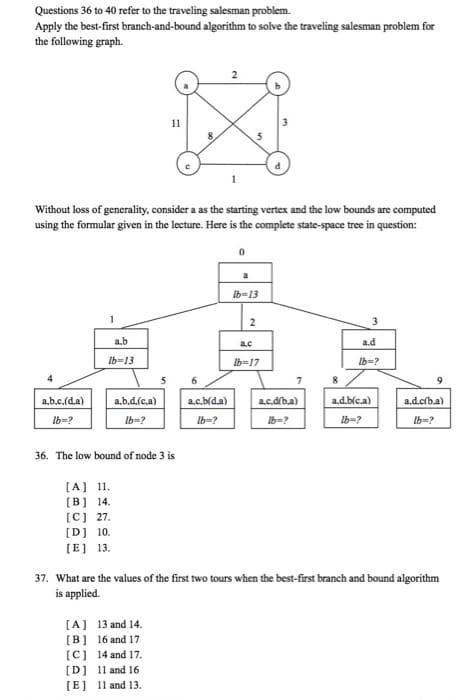 Questions 36 to 40 refer to the traveling salesman problem.
Apply the best-first branch-and-bound algorithm to solve the traveling salesman problem for
the following graph.
2
a
b
11
8
5
3
c
d
1
Without loss of generality, consider a as the starting vertex and the low bounds are computed
using the formular given in the lecture. Here is the complete state-space tree in question:
0
a
lb=13
1
2
3
a.b
a.c
a.d
lb=13
lb=17
lb=?
4
5
6
7
8
9
a,b,c,(d,a)
a,b,d,(c,a)
a,c,b(d,a)
a,c,d(b,a)
a,d,b(c,a)
a,d,c(b,a)
lb=?
lb=?
lb=?
lb=?
lb=?
lb=?
36. The low bound of node 3 is
[A] 11.
[B] 14.
[C] 27.
[D] 10.
[E] 13.
37. What are the values of the first two tours when the best-first branch and bound algorithm
is applied.
[A] 13 and 14.
[B] 16 and 17
[C] 14 and 17.
[D] 11 and 16
[E] 11 and 13.